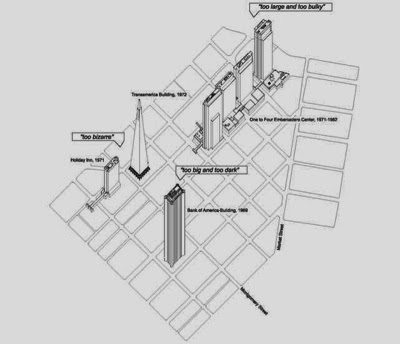 "too large and too bulky"
Transamerica Building, 1972
One to Four Embarcadero Center, 1971-1982
"too bizarre"
Holiday Inn, 1971
"too big and too dark"
Bank of America-Building, 1969
Market Street
Montgomery Street